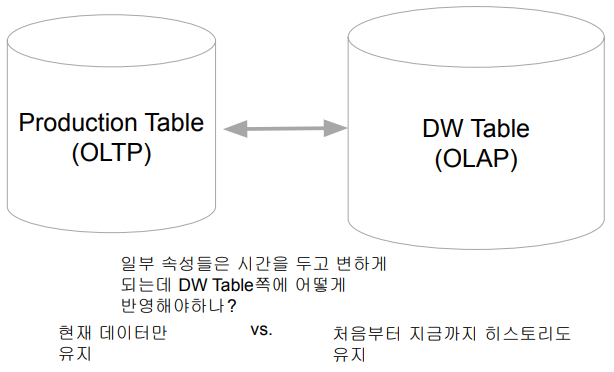 Production Table
(OLTP)
DW Table
(OLAP)
일부 속성들은 시간을 두고 변하게
되는데 DW Table쪽에 어떻게
반영해야하나?
현재 데이터만
유지
vs.
처음부터 지금까지 히스토리도
유지